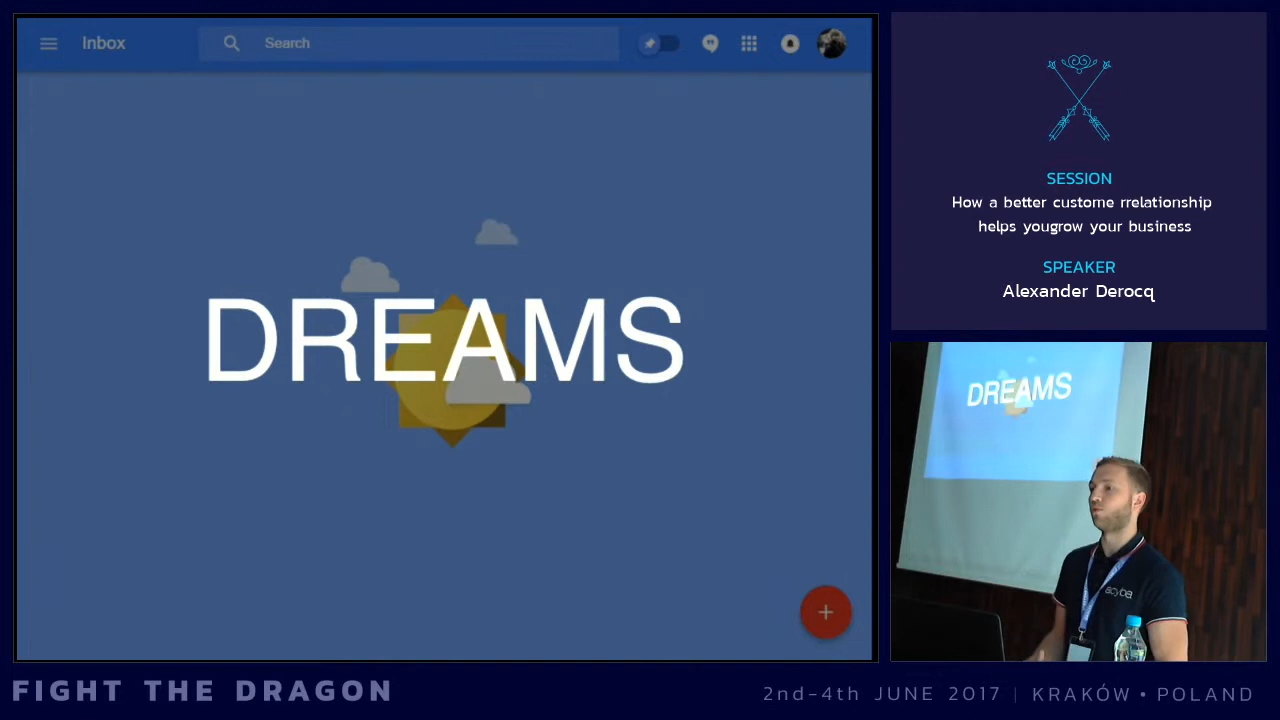 Inbox
Search
DREAMS
SESSION
How a better custome rrelationship
helps yougrow your business
SPEAKER
Alexander Derocq
DREAMS
acyba
FIGHT THE DRAGON
2nd-4th JUNE 2017 | KRAKÓW • POLAND